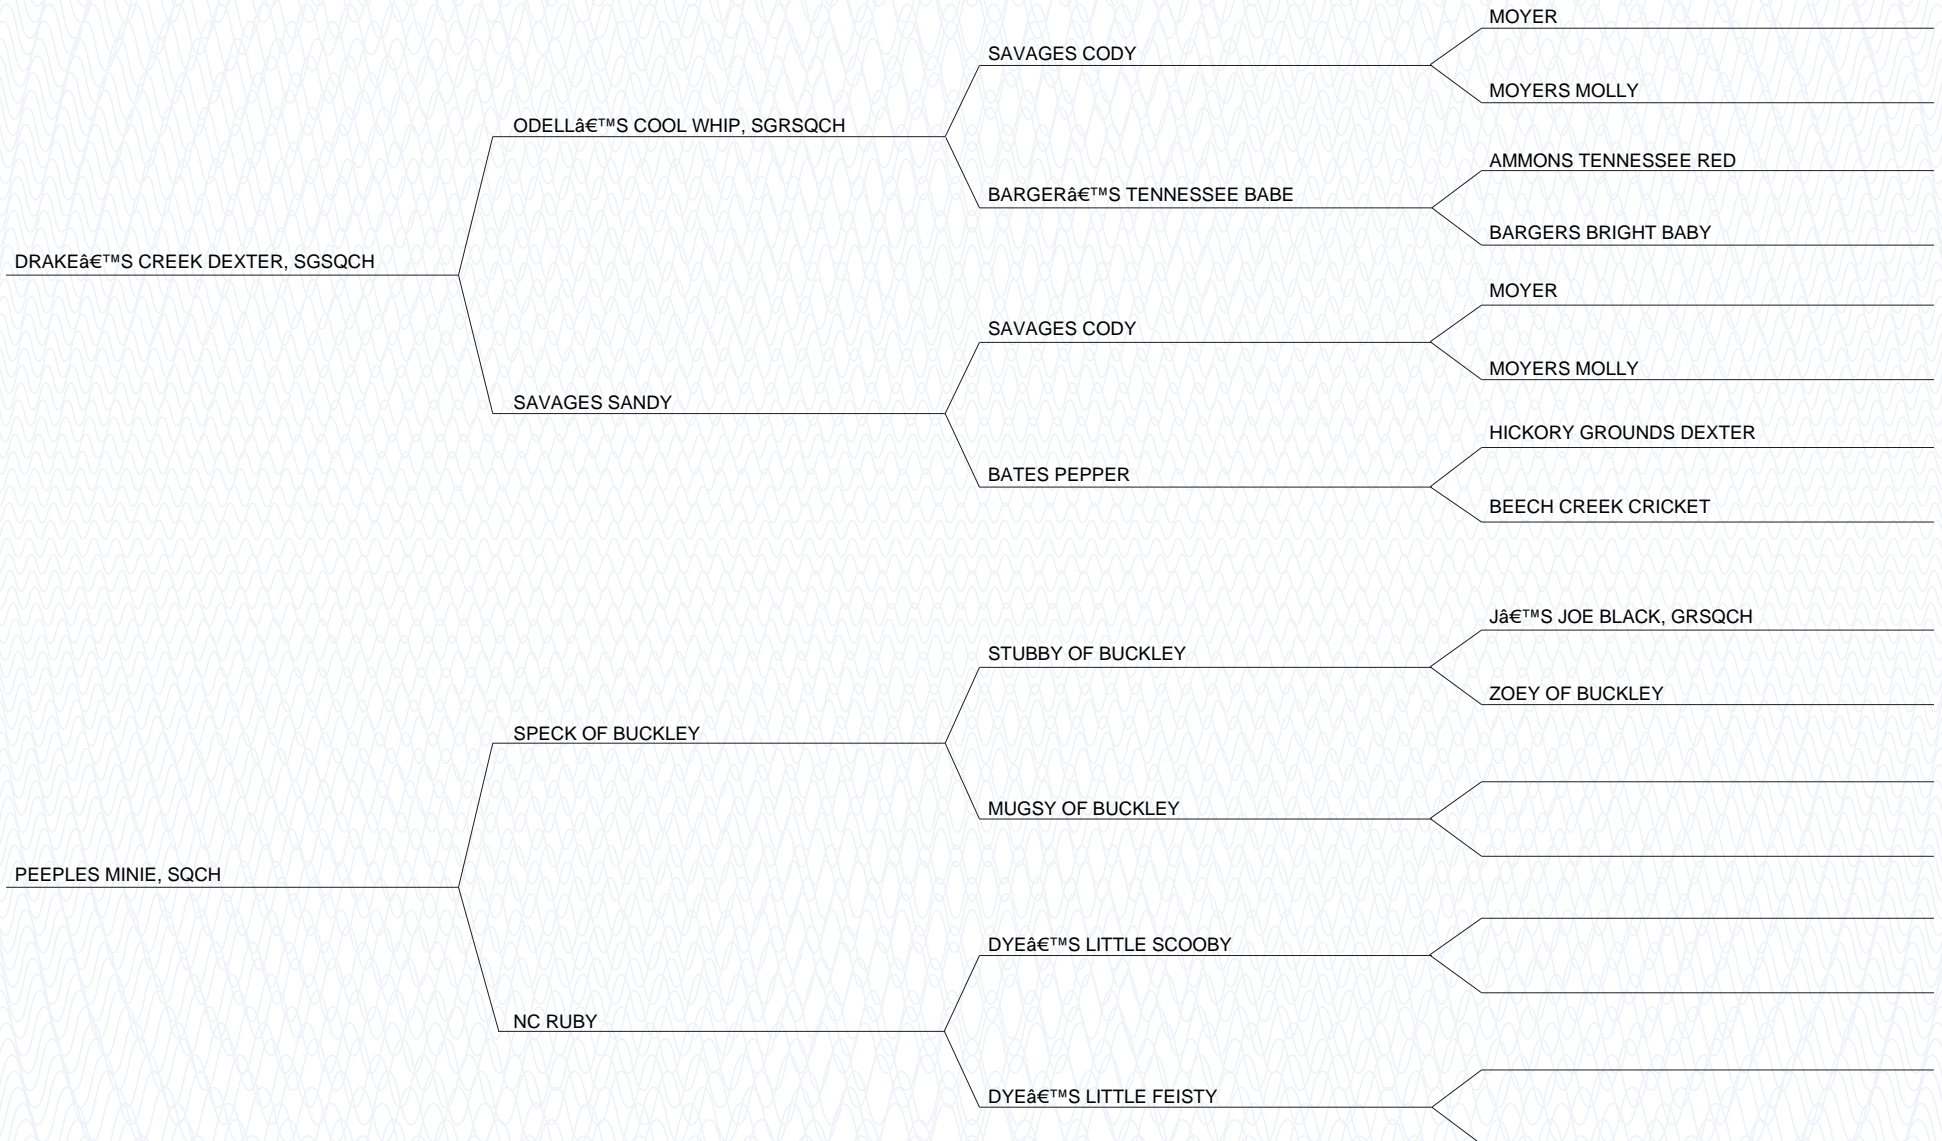 MOYER
SAVAGES CODY
MOYERS MOLLY
ODELLâ€™S COOL WHIP, SGRSQCH
AMMONS TENNESSEE RED
BARGERâ€™S TENNESSEE BABE
BARGERS BRIGHT BABY
DRAKEâ€™S CREEK DEXTER, SGSQCH
MOYER
SAVAGES CODY
MOYERS MOLLY
SAVAGES SANDY
HICKORY GROUNDS DEXTER
BATES PEPPER
BEECH CREEK CRICKET
Jâ€™S JOE BLACK, GRSQCH
STUBBY OF BUCKLEY
ZOEY OF BUCKLEY
SPECK OF BUCKLEY
MUGSY OF BUCKLEY
PEEPLES MINIE, SQCH
DYEâ€™S LITTLE SCOOBY
NC RUBY
DYEâ€™S LITTLE FEISTY